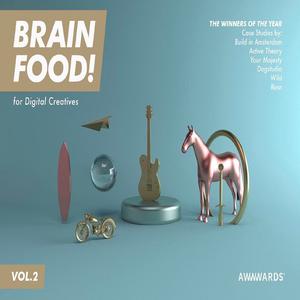 BRAIN
FOOD!
for Digital Creatives
THE WINNERS OF THE YEAR
Case Studies by:
Build in Amsterdam
Active Theory
Your Majesty
Dogstudio
Wild
Resn
VOL.2
AWWWARDS